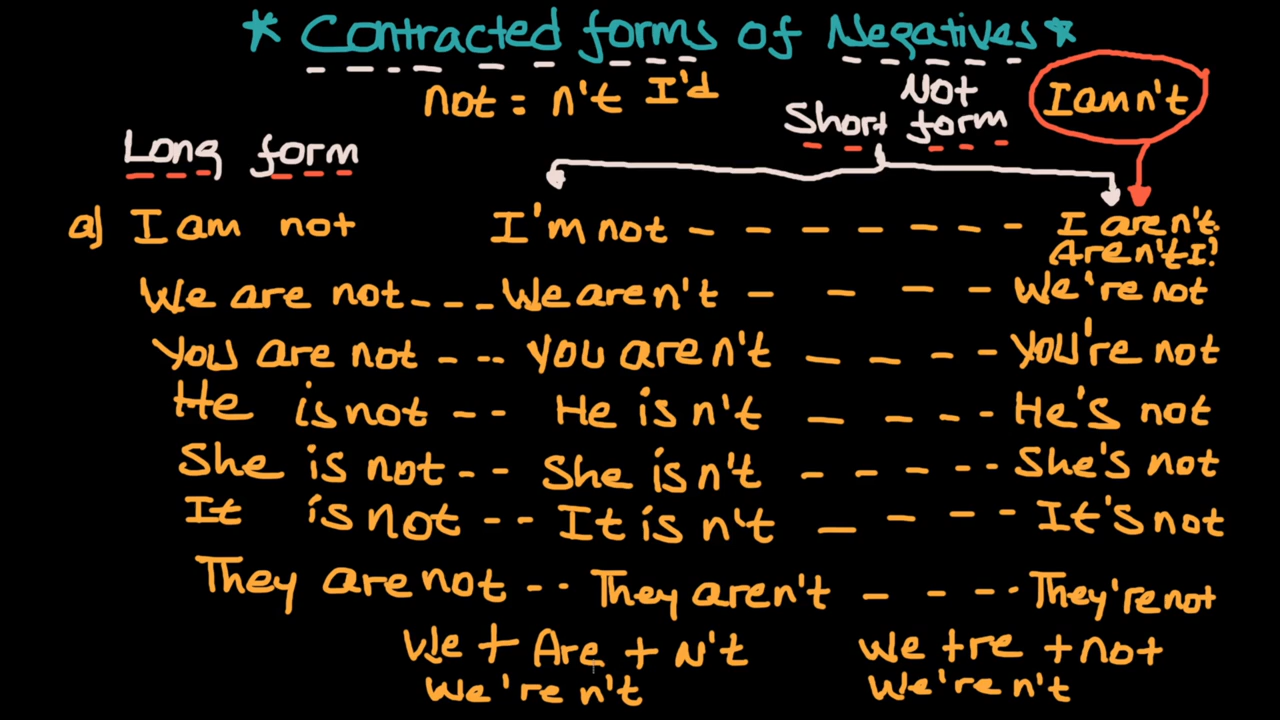 * Contracted forms of Negatives *
not = n't I'd
Not
Short form
I amn't
Long form
a) I am not I'm not - - - - - - - I aren't.
Aren't I?
We are not - - - We aren't - - - - We're not
You are not - - - You aren't - - - - You're not
He is not - - He isn't - - - - He's not
She is not - - She isn't - - - - - She's not
It is not - - It isn't - - - - It's not
They are not - - They aren't - - - - They're not
We + Are + N't We + re + not
We'ren't We'ren't